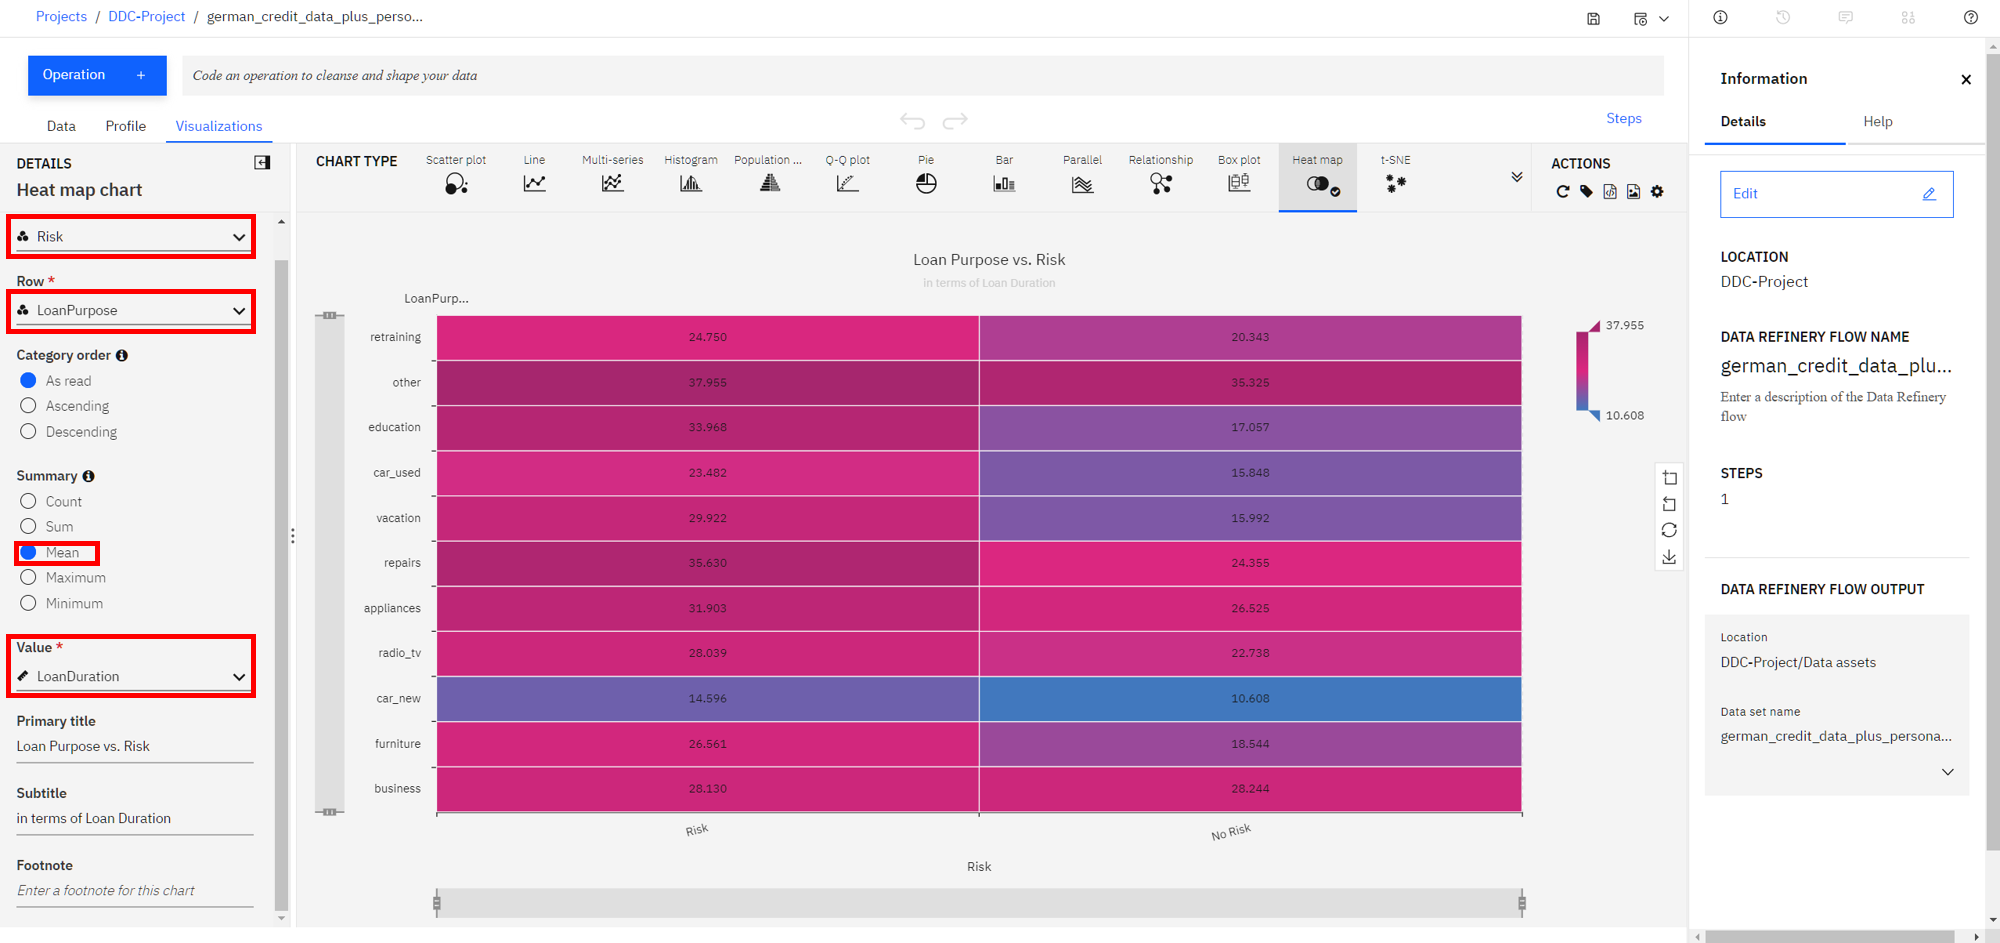 Projects / DDC-Project / german_credit_data_plus_perso...
Operation +
Code an operation to cleanse and shape your data
Data Profile Visualizations
Steps
DETAILS
Heat map chart
Risk
Row *
LoanPurpose
Category order
As read
Ascending
Descending
Summary
Count
Sum
Mean
Maximum
Minimum
Value *
LoanDuration
Primary title
Loan Purpose vs. Risk
Subtitle
in terms of Loan Duration
Footnote
Enter a footnote for this chart
CHART TYPE
Scatter plot Line Multi-series Histogram Population ... Q-Q plot Pie Bar Parallel Relationship Box plot Heat map t-SNE
ACTIONS
Loan Purpose vs. Risk
in terms of Loan Duration
LoanPurp...
retraining 24.750 20.343
other 37.955 35.325
education 33.968 17.057
car_used 23.482 15.848
vacation 29.922 15.992
repairs 35.630 24.355
appliances 31.903 26.525
radio_tv 28.039 22.738
car_new 14.596 10.608
furniture 26.561 18.544
business 28.130 28.244
Risk No Risk
Risk
37.955
10.608
Information
Details Help
Edit
LOCATION
DDC-Project
DATA REFINERY FLOW NAME
german_credit_data_plu...
Enter a description of the Data Refinery
flow
STEPS
1
DATA REFINERY FLOW OUTPUT
Location
DDC-Project/Data assets
Data set name
german_credit_data_plus_persona...